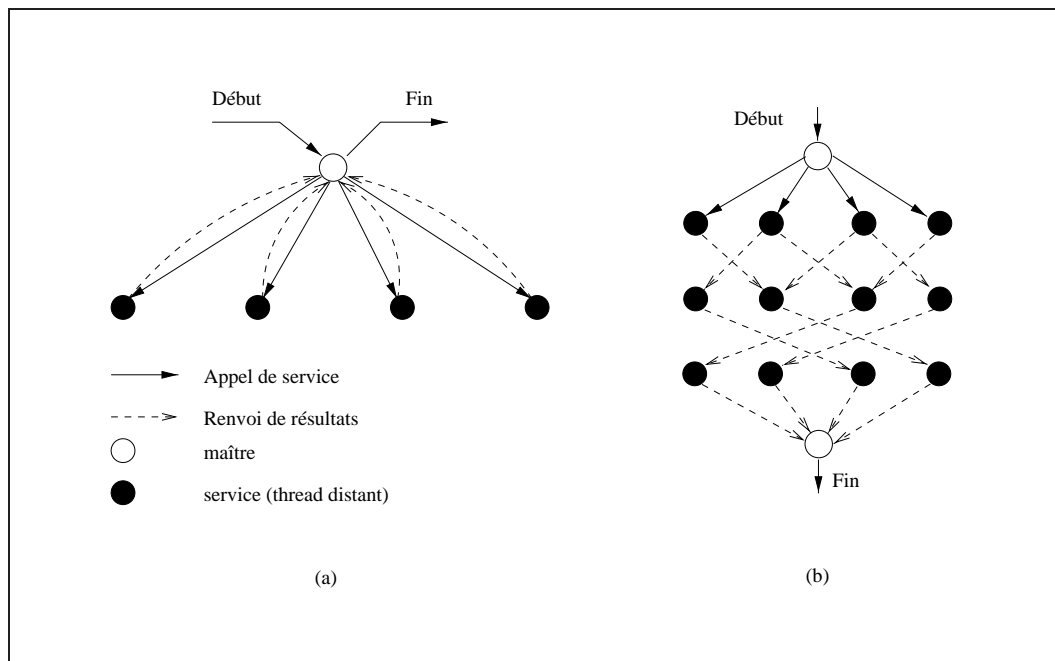 Début
Fin
Appel de service
Renvoi de résultats
maître
service (thread distant)
(a)
Début
Fin
(b)